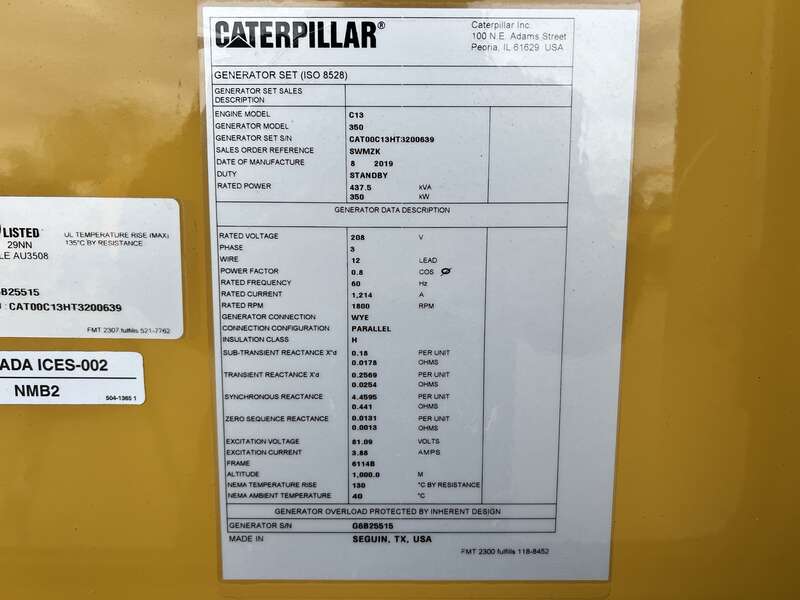 CATERPILLAR®
Caterpillar Inc.
100 N.E. Adams Street
Peoria, IL 61629 USA
GENERATOR SET (ISO 8528)
GENERATOR SET SALES
DESCRIPTION
ENGINE MODEL C13
GENERATOR MODEL 350
GENERATOR SET S/N CAT00C13HT3200639
SALES ORDER REFERENCE SWMZK
DATE OF MANUFACTURE 8 2019
DUTY STANDBY
RATED POWER 437.5 kVA
350 kW
GENERATOR DATA DESCRIPTION
RATED VOLTAGE 208 V
PHASE 3
WIRE 12 LEAD
POWER FACTOR 0.8 COS Ø
RATED FREQUENCY 60 Hz
RATED CURRENT 1,214 A
RATED RPM 1800 RPM
GENERATOR CONNECTION WYE
CONNECTION CONFIGURATION PARALLEL
INSULATION CLASS H
SUB-TRANSIENT REACTANCE X"d 0.18 PER UNIT
0.0178 OHMS
TRANSIENT REACTANCE X'd 0.2569 PER UNIT
0.0254 OHMS
SYNCHRONOUS REACTANCE 4.4595 PER UNIT
0.441 OHMS
ZERO SEQUENCE REACTANCE 0.0131 PER UNIT
0.0013 OHMS
EXCITATION VOLTAGE 81.09 VOLTS
EXCITATION CURRENT 3.88 AMPS
FRAME 6114B
ALTITUDE 1,000.0 M
NEMA TEMPERATURE RISE 130 °C BY RESISTANCE
NEMA AMBIENT TEMPERATURE 40 °C
GENERATOR OVERLOAD PROTECTED BY INHERENT DESIGN
GENERATOR S/N G6B25515
MADE IN SEGUIN, TX, USA
FMT 2300 fulfills 118-8452
LISTED
29NN
LE AU3508
UL TEMPERATURE RISE (MAX)
135°C BY RESISTANCE
6B25515
: CAT00C13HT3200639
FMT 2307 fulfills 521-7762
ADA ICES-002
NMB2
504-1365 1